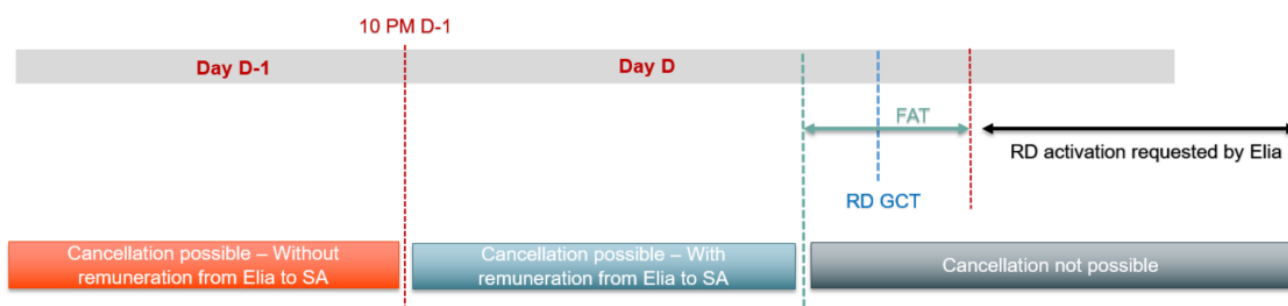 10 PM D-1
Day D-1
Day D
FAT
RD activation requested by Elia
RD GCT
Cancellation possible – Without
remuneration from Elia to SA
Cancellation possible – With
remuneration from Elia to SA
Cancellation not possible